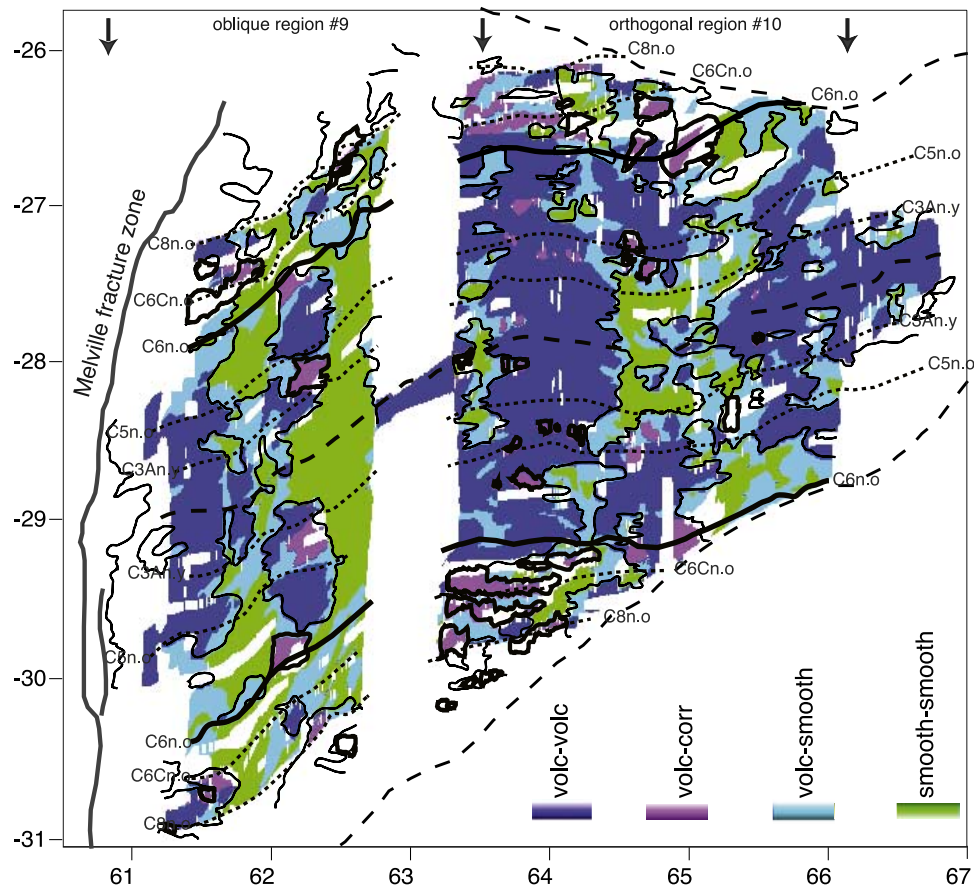 oblique region #9
orthogonal region #10
-26
-27
-28
-29
-30
-31
C8n.o
C6Cn.o
C6n.o
C5n.o
C3An.y
C3An.y
C5n.o
C6n.o
C6Cn.o
C8n.o
Melville fracture zone
C8n.o
C6Cn.o
C6n.o
C5n.o
C3An.y
C3An.y
C5n.o
C6n.o
C6Cn.o
C8n.o
volc-volc
volc-corr
volc-smooth
smooth-smooth
61
62
63
64
65
66
67